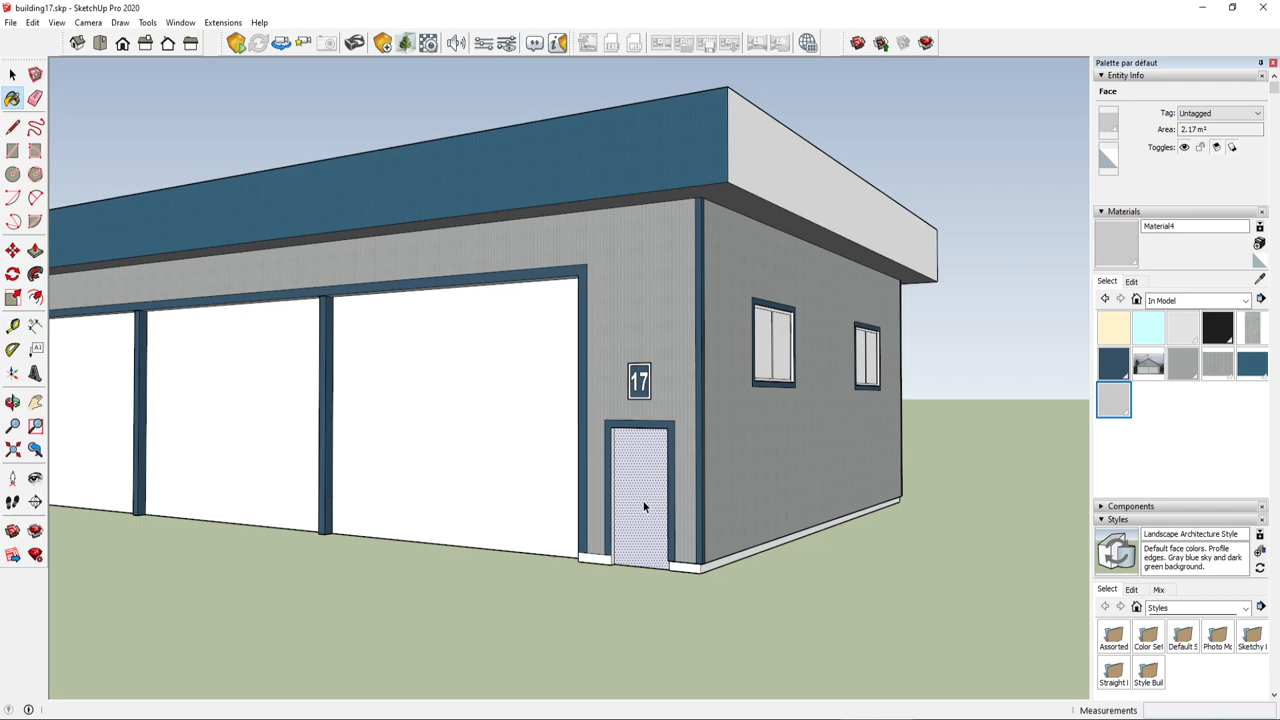 building17.skp - SketchUp Pro 2020
File Edit View Camera Draw Tools Window Extensions Help
Palette par défaut
Entity Info
Face
Tag: Untagged
Area: 2.17 m²
Toggles:
Materials
Material4
Select Edit
In Model
17
Components
Styles
Landscape Architecture Style
Default face colors. Profile
edges. Gray blue sky and dark
green background.
Select Edit Mix
Styles
Assorted Color Set Default S Photo Mo Sketchy
Straight Style Buil
Measurements